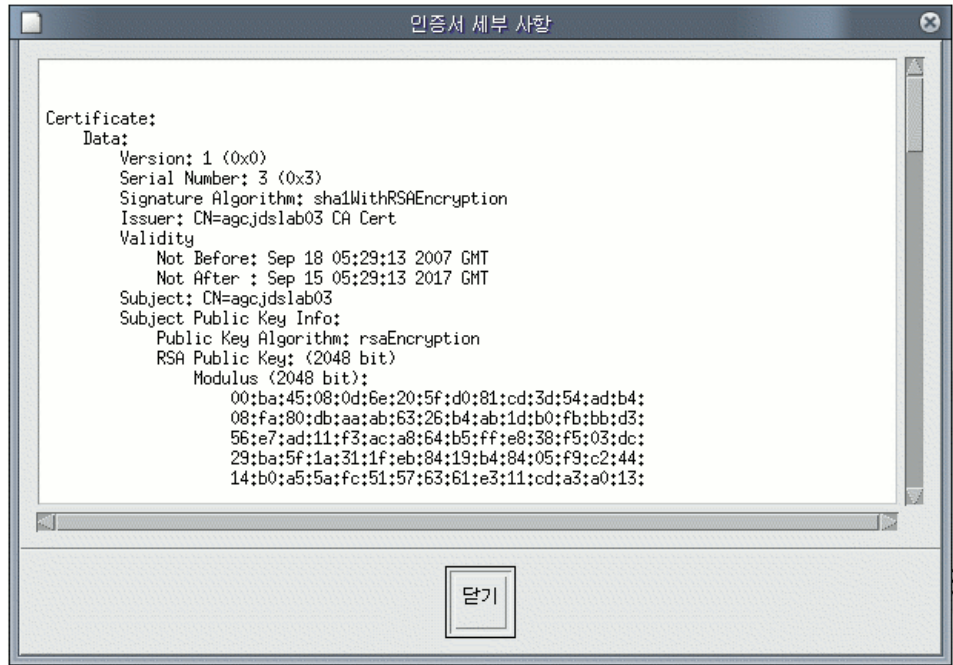 인증서 세부 사항
Certificate:
Data:
Version: 1 (0x0)
Serial Number: 3 (0x3)
Signature Algorithm: sha1WithRSAEncryption
Issuer: CN=agcjdslab03 CA Cert
Validity
Not Before: Sep 18 05:29:13 2007 GMT
Not After : Sep 15 05:29:13 2017 GMT
Subject: CN=agcjdslab03
Subject Public Key Info:
Public Key Algorithm: rsaEncryption
RSA Public Key: (2048 bit)
Modulus (2048 bit):
00:ba:45:08:0d:6e:20:5f:d0:81:cd:3d:54:ad:b4:
08:fa:80:db:aa:ab:63:26:b4:ab:1d:b0:fb:bb:d3:
56:e7:ad:11:f3:ac:a8:64:b5:ff:e8:38:f5:03:dc:
29:ba:5f:1a:31:1f:eb:84:19:b4:84:05:f9:c2:44:
14:b0:a5:5a:fc:51:57:63:61:e3:11:cd:a3:a0:13:
닫기